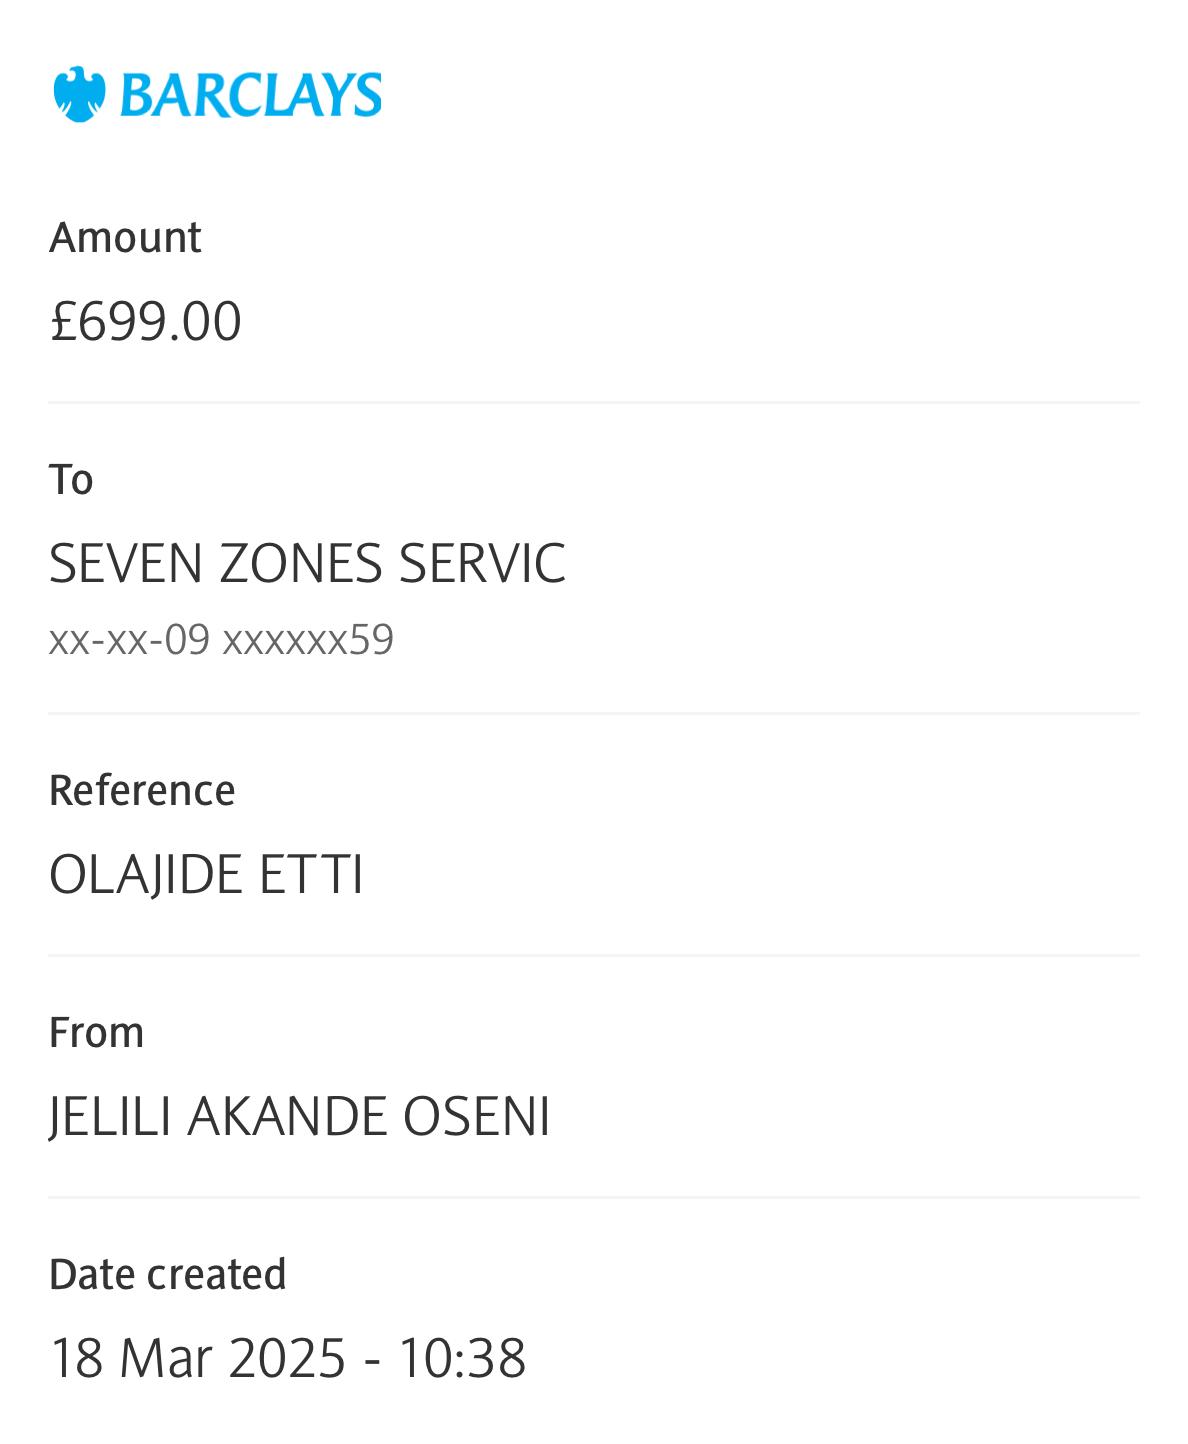 BARCLAYS
Amount
£699.00
To
SEVEN ZONES SERVIC
xx-xx-09 xxxxxx59
Reference
OLAJIDE ETTI
From
JELILI AKANDE OSENI
Date created
18 Mar 2025 - 10:38